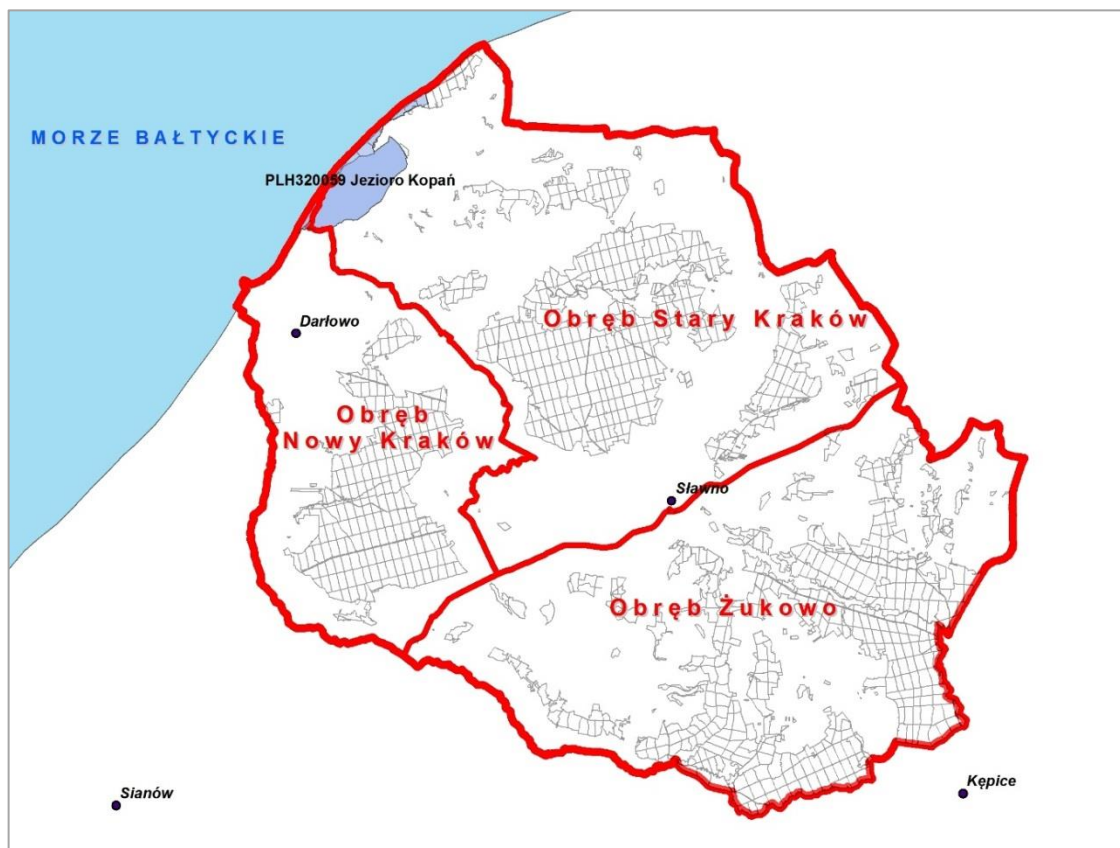 MORZE BAŁTYCKIE
PLH320059 Jezioro Kopań
Obręb Stary Kraków
Darłowo
Obręb
Nowy Kraków
Sławno
Obręb Żukowo
Sianów
Kępice